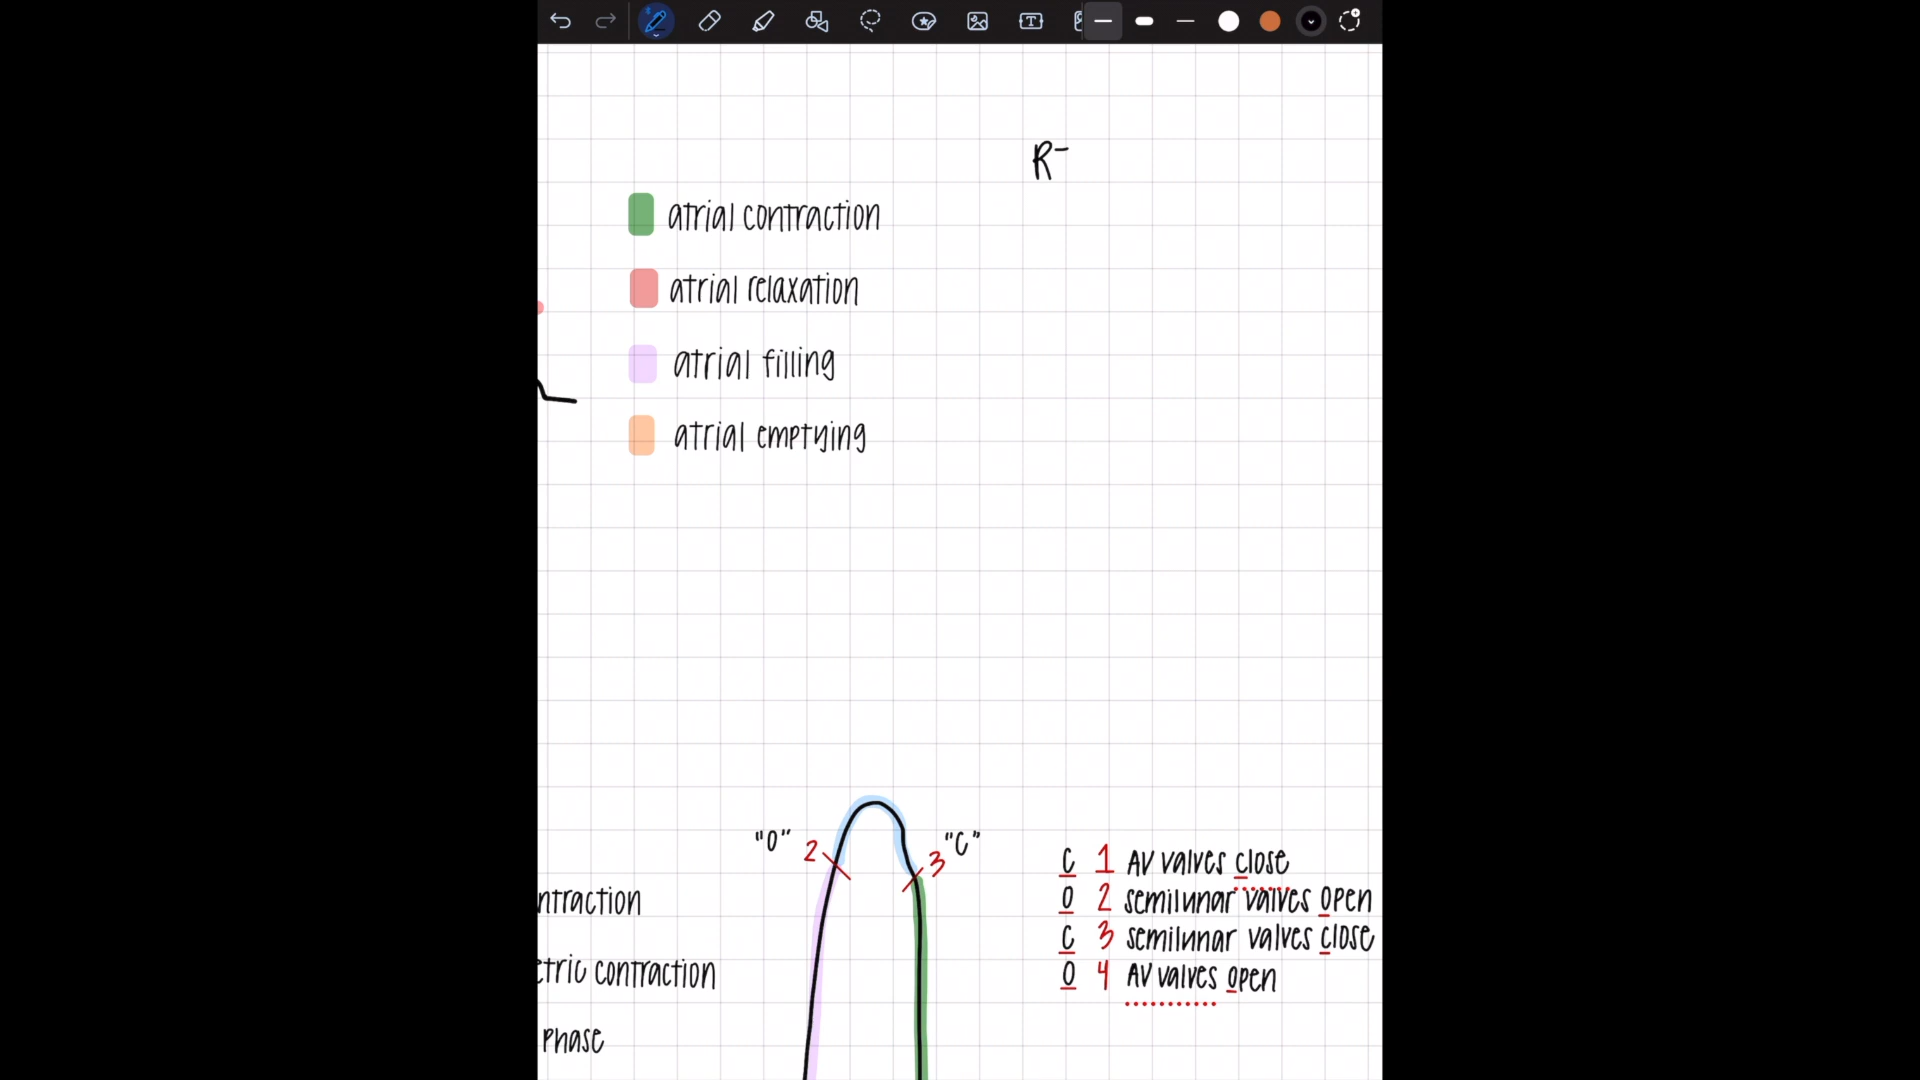 R-
atrial contraction
atrial relaxation
atrial filling
atrial emptying
"O" 2
3 "C"
C 1 AV valves close
O 2 semilunar valves open
C 3 semilunar valves close
O 4 AV valves open
ntraction
etric contraction
phase